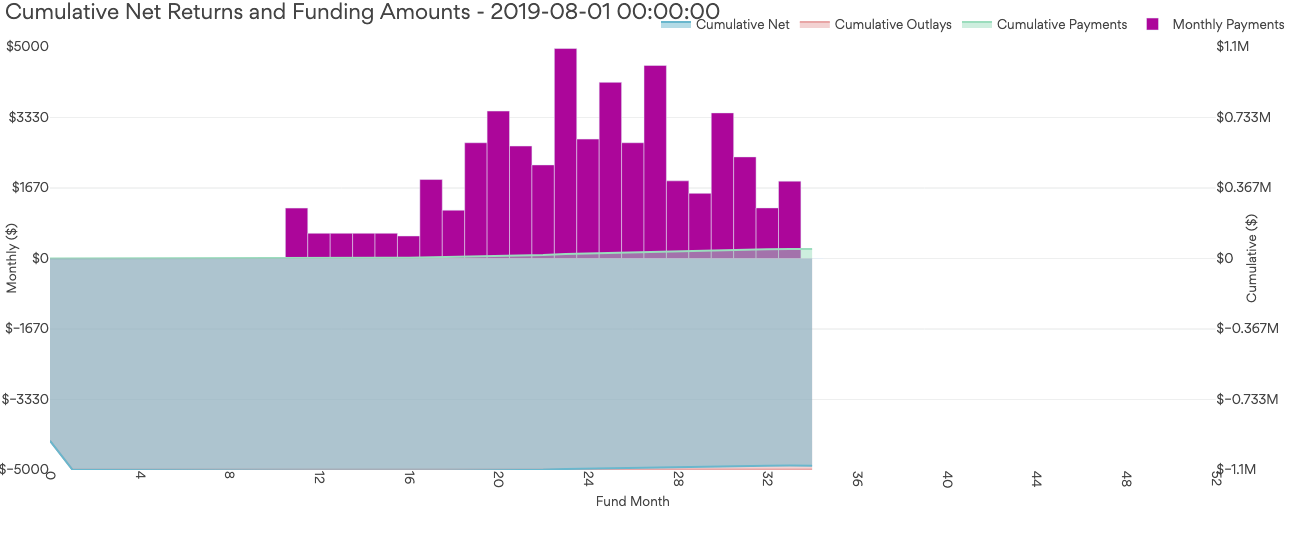 Cumulative Net Returns and Funding Amounts - 2019-08-01 00:00:00
Cumulative Net Cumulative Outlays Cumulative Payments Monthly Payments
$5000 $1.1M
$3330 $0.733M
$1670 $0.367M
$0 $0
$−1670 $−0.367M
$−3330 $−0.733M
$−5000 $−1.1M
Monthly ($)
Cumulative ($)
0 4 8 12 16 20 24 28 32 36 40 44 48 52
Fund Month